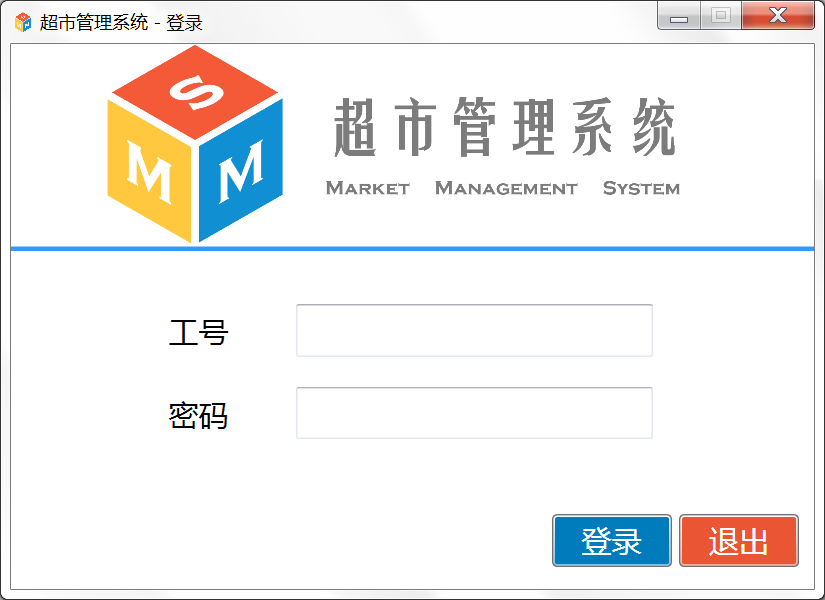 超市管理系统 - 登录
S
M M
超市管理系统
MARKET MANAGEMENT SYSTEM
工号
密码
登录 退出